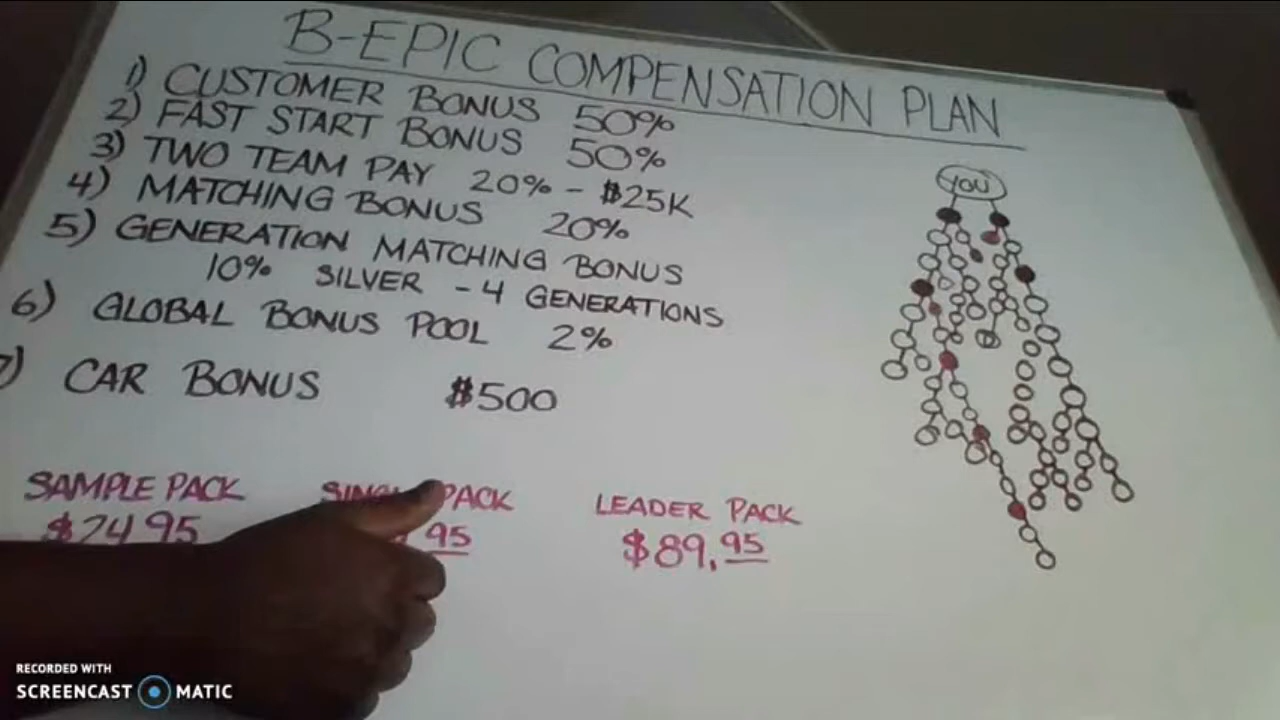 B-EPIC COMPENSATION PLAN
1) CUSTOMER BONUS 50%
2) FAST START BONUS 50%
3) TWO TEAM PAY 20% - $25K
4) MATCHING BONUS 20%
5) GENERATION MATCHING BONUS
10% SILVER - 4 GENERATIONS
6) GLOBAL BONUS POOL 2%
7) CAR BONUS $500
YOU
SAMPLE PACK
$24.95
PACK
95
LEADER PACK
$89.95
RECORDED WITH
SCREENCAST MATIC